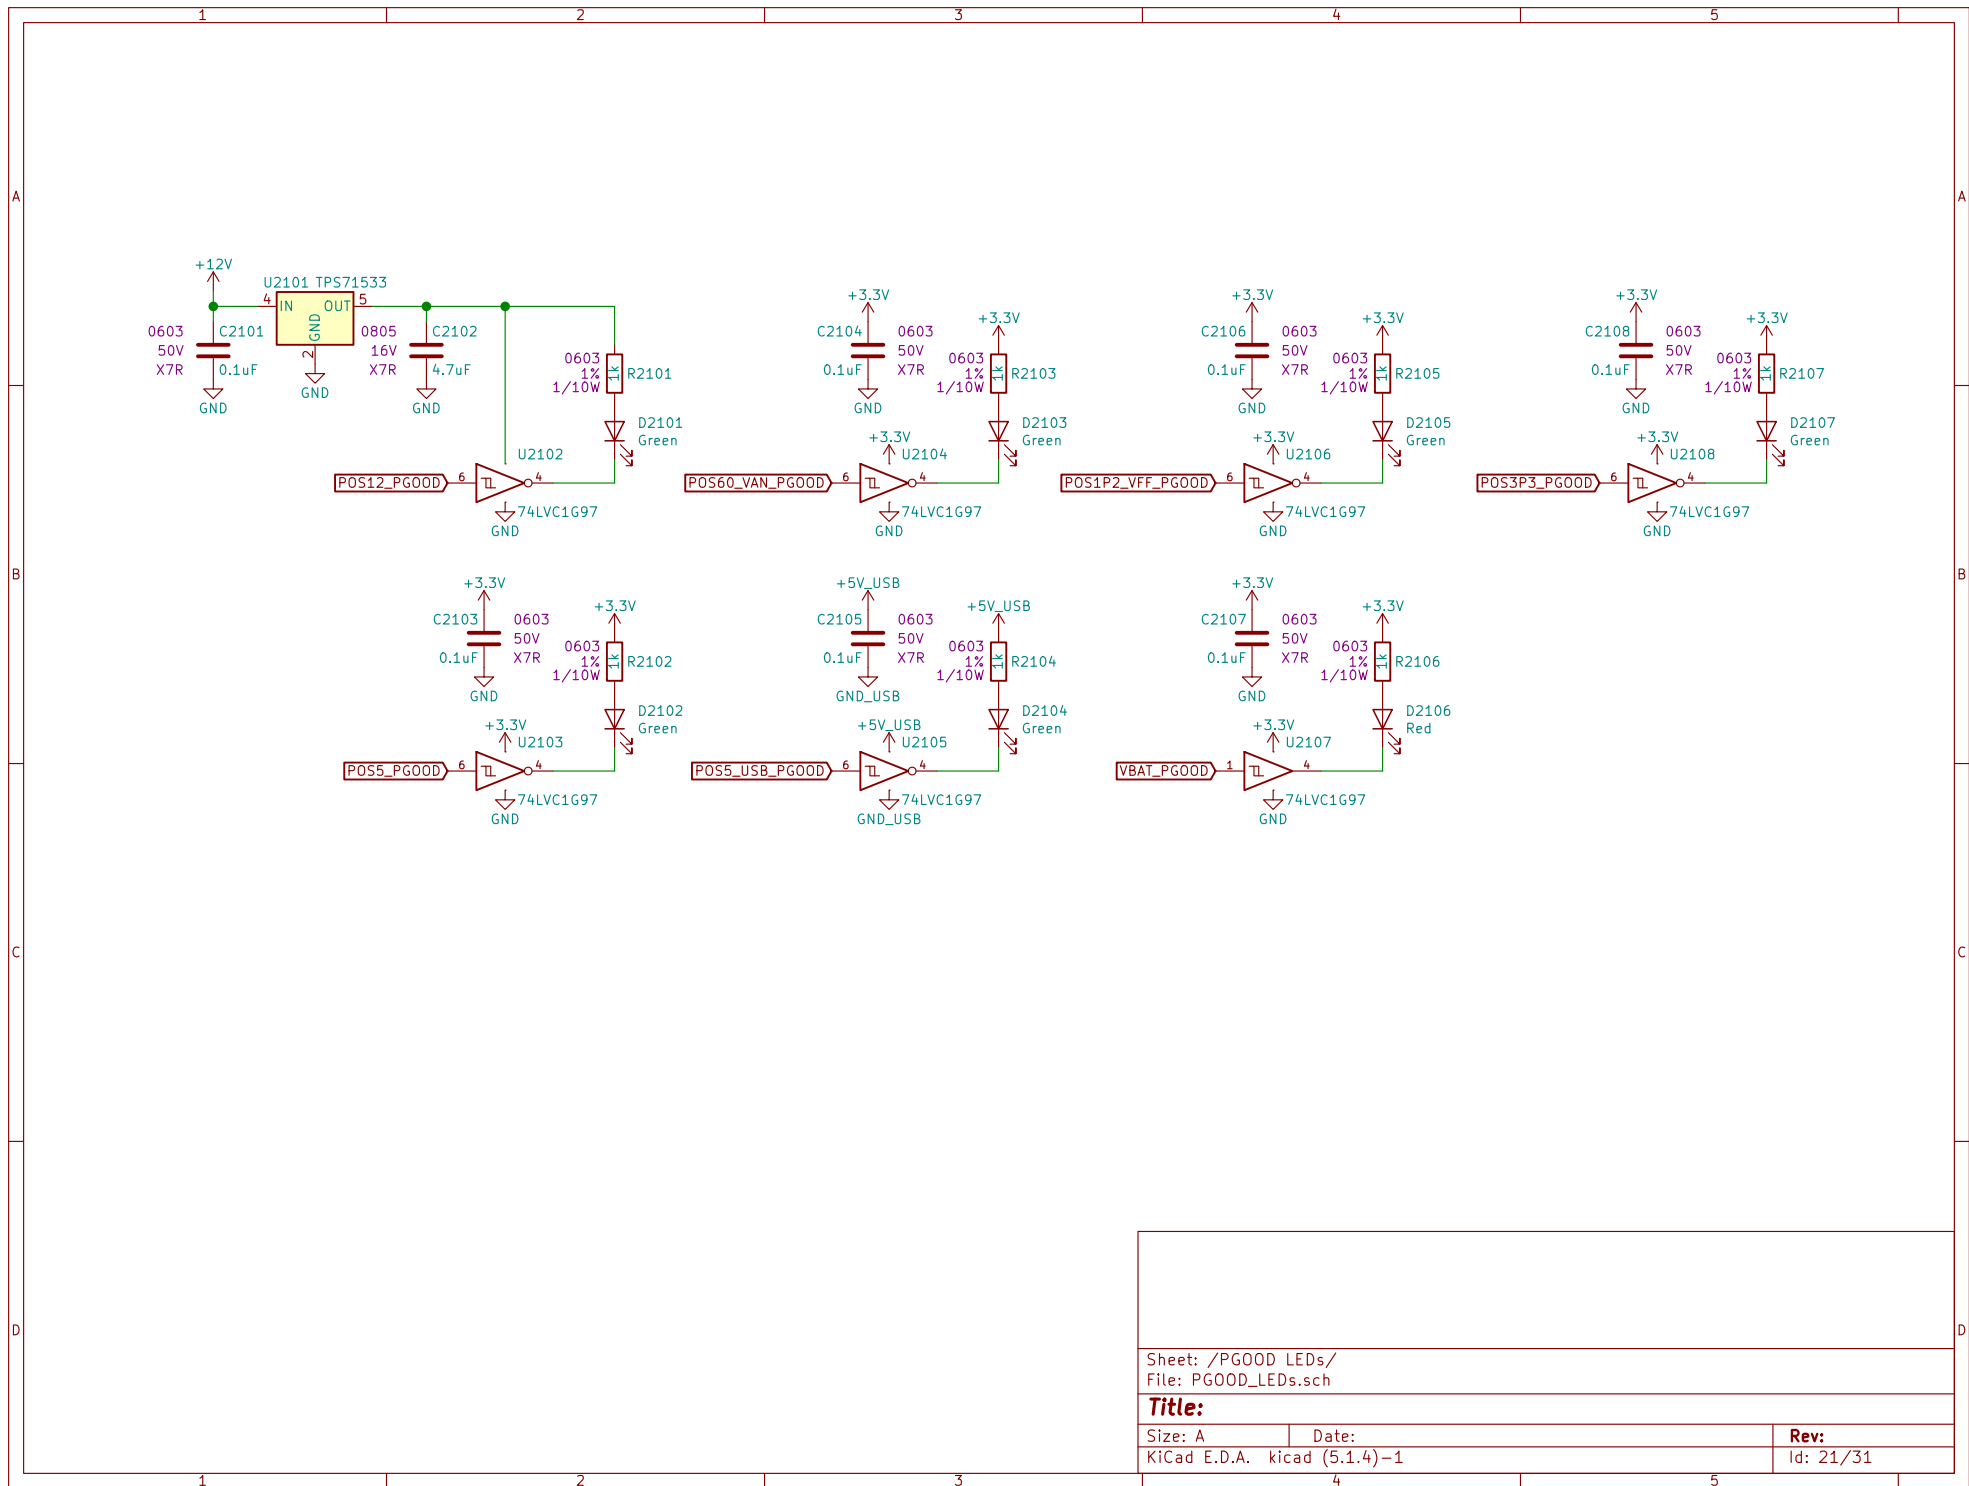 1 2 3 4 5
A A
+12V
U2101 TPS71533
4 IN OUT 5
GND
2
0603 C2101
50V
X7R 0.1uF
GND
GND
0805 C2102
16V
X7R 4.7uF
GND
0603
1%
1/10W
1k
R2101
D2101
Green
U2102
POS12_PGOOD 6 4
74LVC1G97
GND
+3.3V
C2104 0603
50V
0.1uF X7R
GND
+3.3V
0603
1%
1/10W
1k
R2103
D2103
Green
+3.3V
U2104
POS60_VAN_PGOOD 6 4
74LVC1G97
GND
+3.3V
C2106 0603
50V
0.1uF X7R
GND
+3.3V
0603
1%
1/10W
1k
R2105
D2105
Green
+3.3V
U2106
POS1P2_VFF_PGOOD 6 4
74LVC1G97
GND
+3.3V
C2108 0603
50V
0.1uF X7R
GND
+3.3V
0603
1%
1/10W
1k
R2107
D2107
Green
+3.3V
U2108
POS3P3_PGOOD 6 4
74LVC1G97
GND
B B
+3.3V
C2103 0603
50V
0.1uF X7R
GND
+3.3V
0603
1%
1/10W
1k
R2102
D2102
Green
+3.3V
U2103
POS5_PGOOD 6 4
74LVC1G97
GND
+5V_USB
C2105 0603
50V
0.1uF X7R
GND_USB
+5V_USB
0603
1%
1/10W
1k
R2104
D2104
Green
+5V_USB
U2105
POS5_USB_PGOOD 6 4
74LVC1G97
GND_USB
+3.3V
C2107 0603
50V
0.1uF X7R
GND
+3.3V
0603
1%
1/10W
1k
R2106
D2106
Red
+3.3V
U2107
VBAT_PGOOD 1 4
74LVC1G97
GND
C C
D D
Sheet: /PGOOD LEDs/
File: PGOOD_LEDs.sch
Title:
Size: A Date: Rev:
KiCad E.D.A. kicad (5.1.4)-1 Id: 21/31
1 2 3 4 5